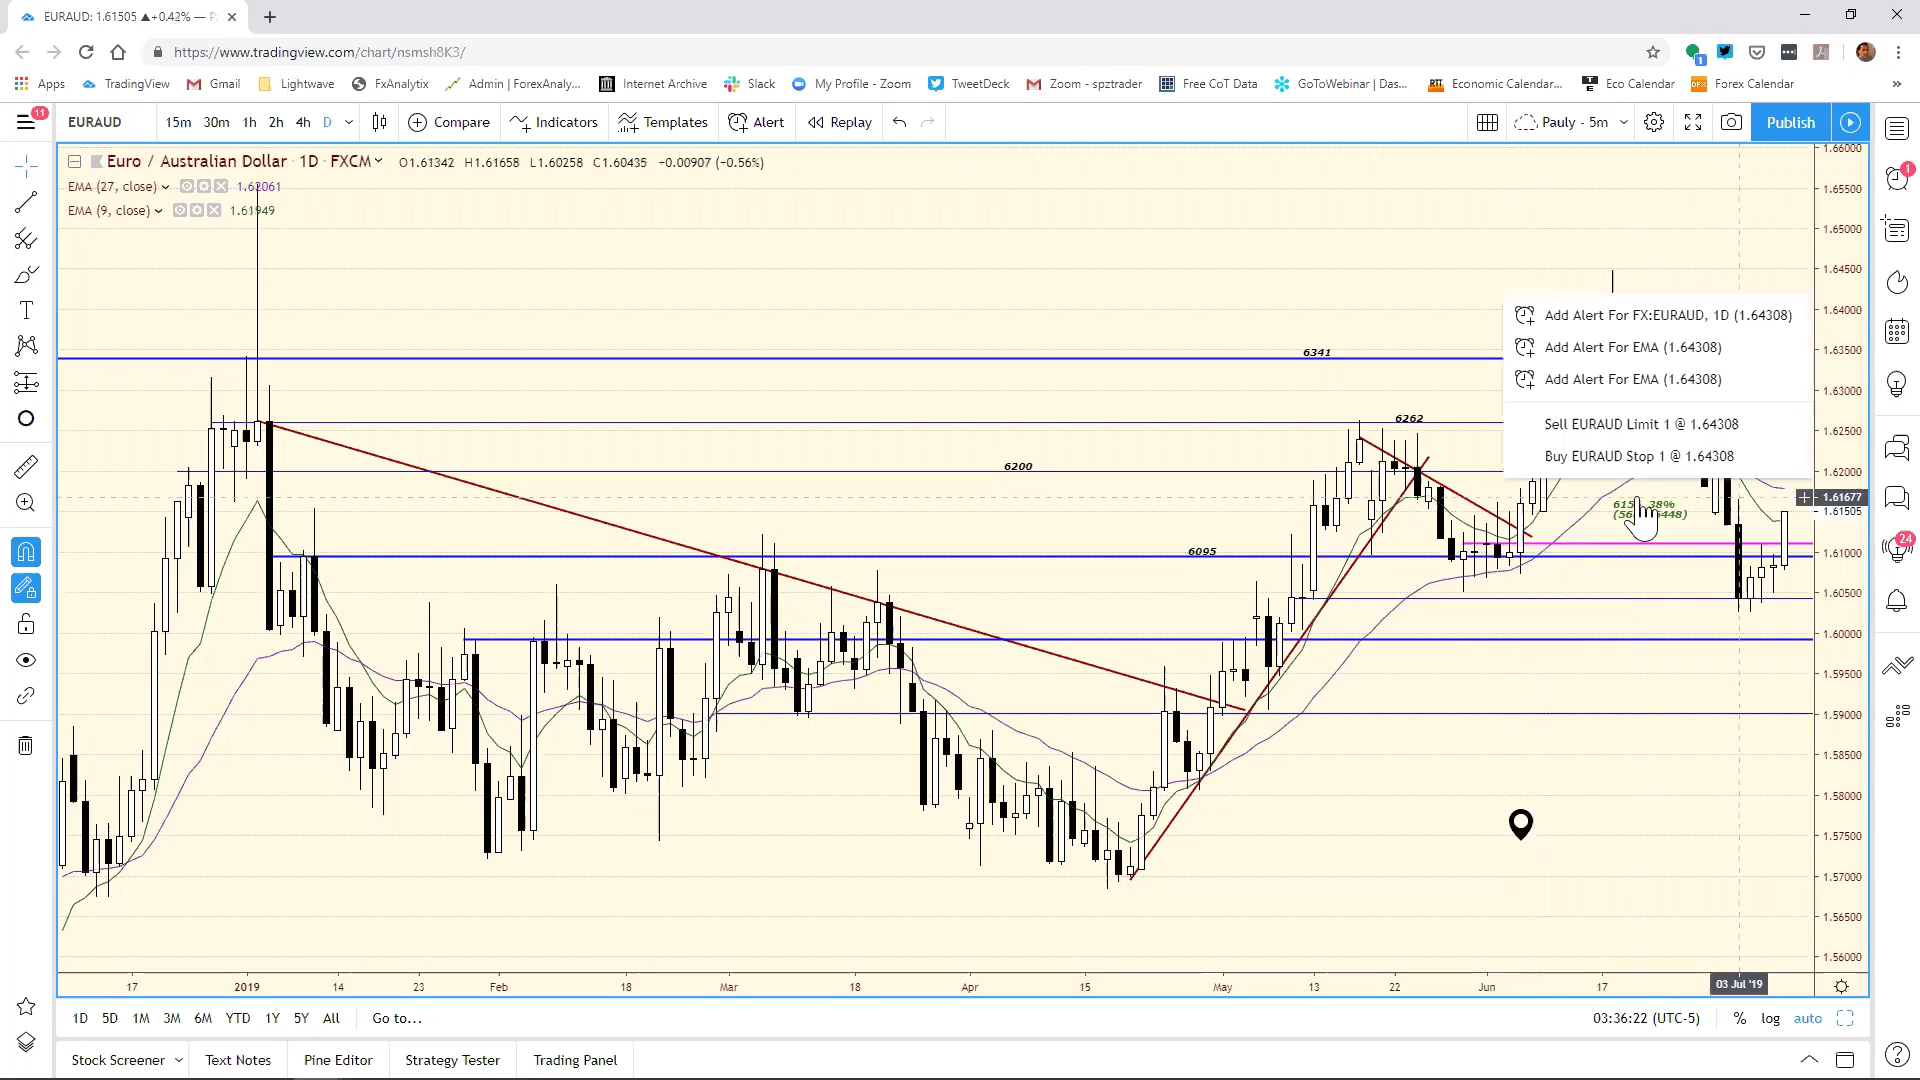 EURAUD: 1.61505 ▲+0.42% — P
https://www.tradingview.com/chart/nsmsh8K3/
Apps TradingView Gmail Lightwave FxAnalytix Admin | ForexAnaly... Internet Archive Slack My Profile - Zoom TweetDeck Zoom - spztrader Free CoT Data GoToWebinar | Das... Economic Calendar... Eco Calendar Forex Calendar »
11 EURAUD 15m 30m 1h 2h 4h D Compare Indicators Templates Alert Replay Pauly - 5m Publish
Euro / Australian Dollar · 1D · FXCM O1.61342 H1.61658 L1.60258 C1.60435 +0.00907 (−0.56%)
EMA (27, close) 1.62061
EMA (9, close) 1.61949
1
24
Add Alert For FX:EURAUD, 1D (1.64308)
Add Alert For EMA (1.64308)
Add Alert For EMA (1.64308)
Sell EURAUD Limit 1 @ 1.64308
Buy EURAUD Stop 1 @ 1.64308
6341
6262
6200
6095
38%
1.66000
1.65500
1.65000
1.64500
1.64000
1.63500
1.63000
1.62500
1.62000
1.61677
1.61505
1.61000
1.60500
1.60000
1.59500
1.59000
1.58500
1.58000
1.57500
1.57000
1.56500
1.56000
17 2019 14 23 Feb 18 Mar 18 Apr 15 May 13 22 Jun 17 03 Jul '19
1D 5D 1M 3M 6M YTD 1Y 5Y All Go to... 03:36:22 (UTC-5) % log auto
Stock Screener Text Notes Pine Editor Strategy Tester Trading Panel